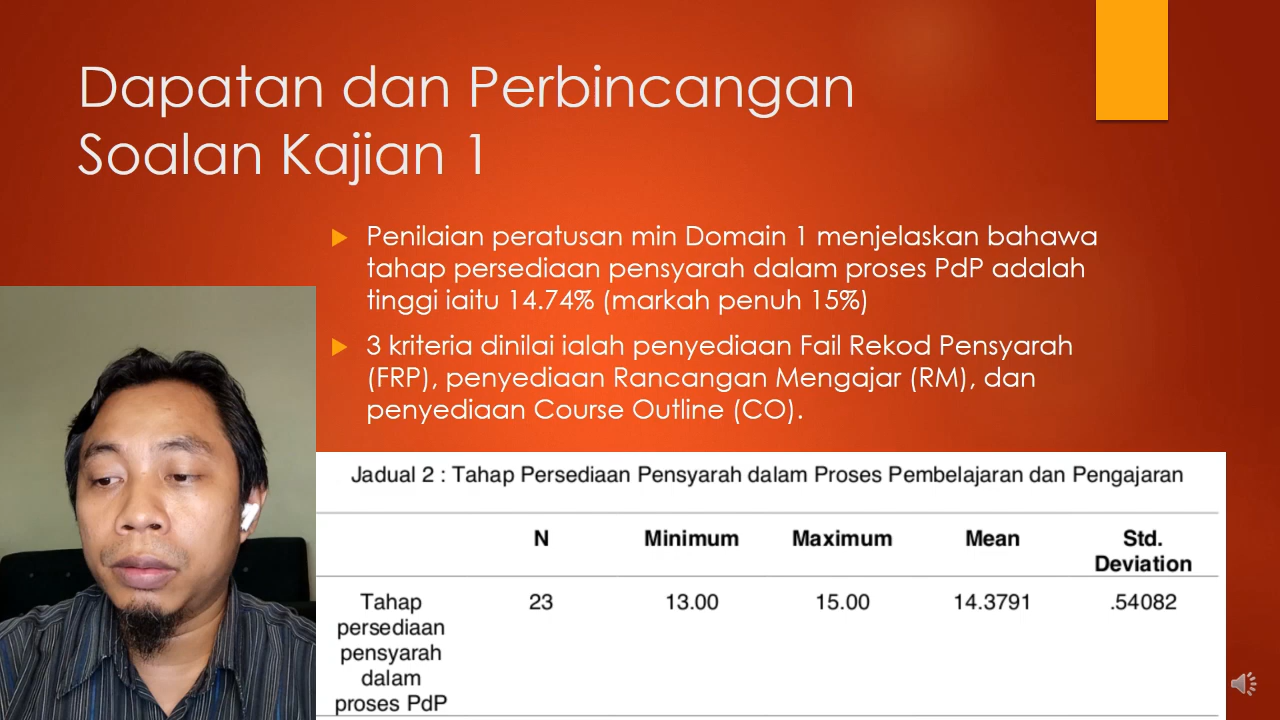 Dapatan dan Perbincangan
Soalan Kajian 1
Penilaian peratusan min Domain 1 menjelaskan bahawa
tahap persediaan pensyarah dalam proses PdP adalah
tinggi iaitu 14.74% (markah penuh 15%)
3 kriteria dinilai ialah penyediaan Fail Rekod Pensyarah
(FRP), penyediaan Rancangan Mengajar (RM), dan
penyediaan Course Outline (CO).
Jadual 2 : Tahap Persediaan Pensyarah dalam Proses Pembelajaran dan Pengajaran
N Minimum Maximum Mean Std.
Deviation
Tahap 23 13.00 15.00 14.3791 .54082
persediaan
pensyarah
dalam
proses PdP